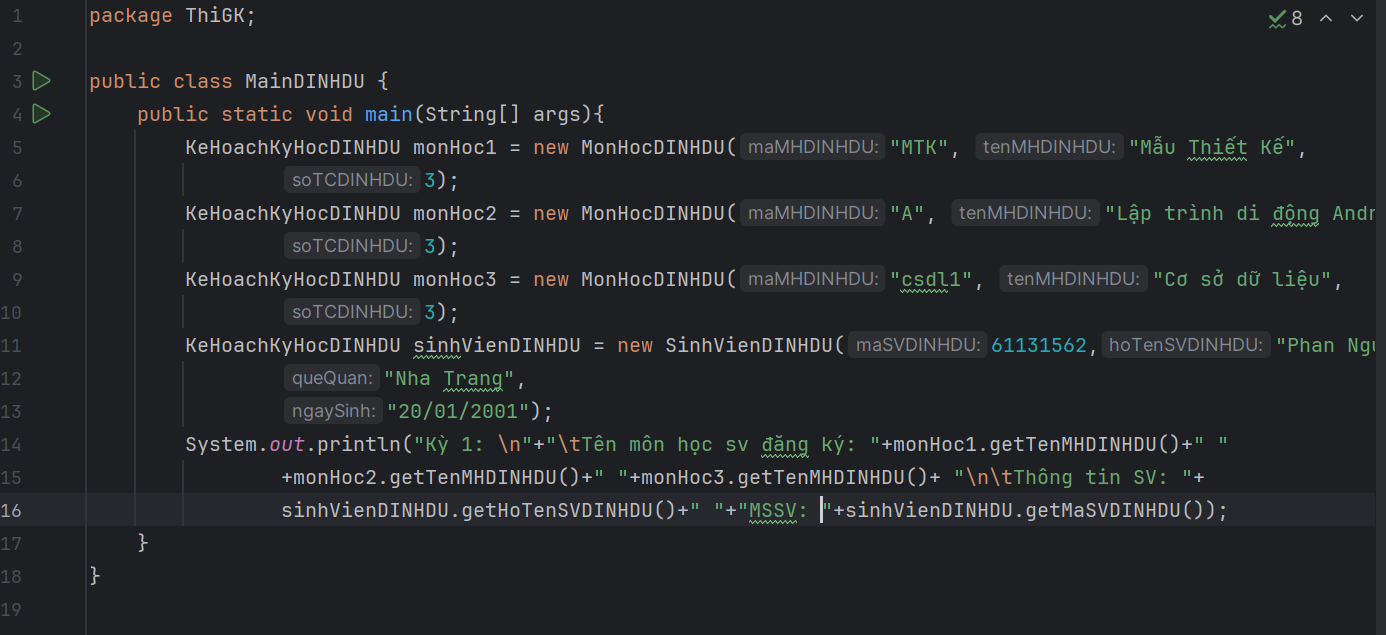 1 package ThiGK; 8
2
3 public class MainDINHDU {
4 public static void main(String[] args){
5 KeHoachKyHocDINHDU monHoc1 = new MonHocDINHDU( maMHDINHDU: "MTK", tenMHDINHDU: "Mẫu Thiết Kế",
6 soTCDINHDU: 3);
7 KeHoachKyHocDINHDU monHoc2 = new MonHocDINHDU( maMHDINHDU: "A", tenMHDINHDU: "Lập trình di động
8 soTCDINHDU: 3);
9 KeHoachKyHocDINHDU monHoc3 = new MonHocDINHDU( maMHDINHDU: "csdl1", tenMHDINHDU: "Cơ sở dữ liệu",
10 soTCDINHDU: 3);
11 KeHoachKyHocDINHDU sinhVienDINHDU = new SinhVienDINHDU( maSVDINHDU: 61131562, hoTenSVDINHDU: "Phan
12 queQuan: "Nha Trang",
13 ngaySinh: "20/01/2001");
14 System.out.println("Kỳ 1: \n"+"\tTên môn học sv đăng ký: "+monHoc1.getTenMHDINHDU()+" "
15 +monHoc2.getTenMHDINHDU()+" "+monHoc3.getTenMHDINHDU()+ "\n\tThông tin SV: "+
16 sinhVienDINHDU.getHoTenSVDINHDU()+" "+"MSSV: "+sinhVienDINHDU.getMaSVDINHDU());
17 }
18 }
19